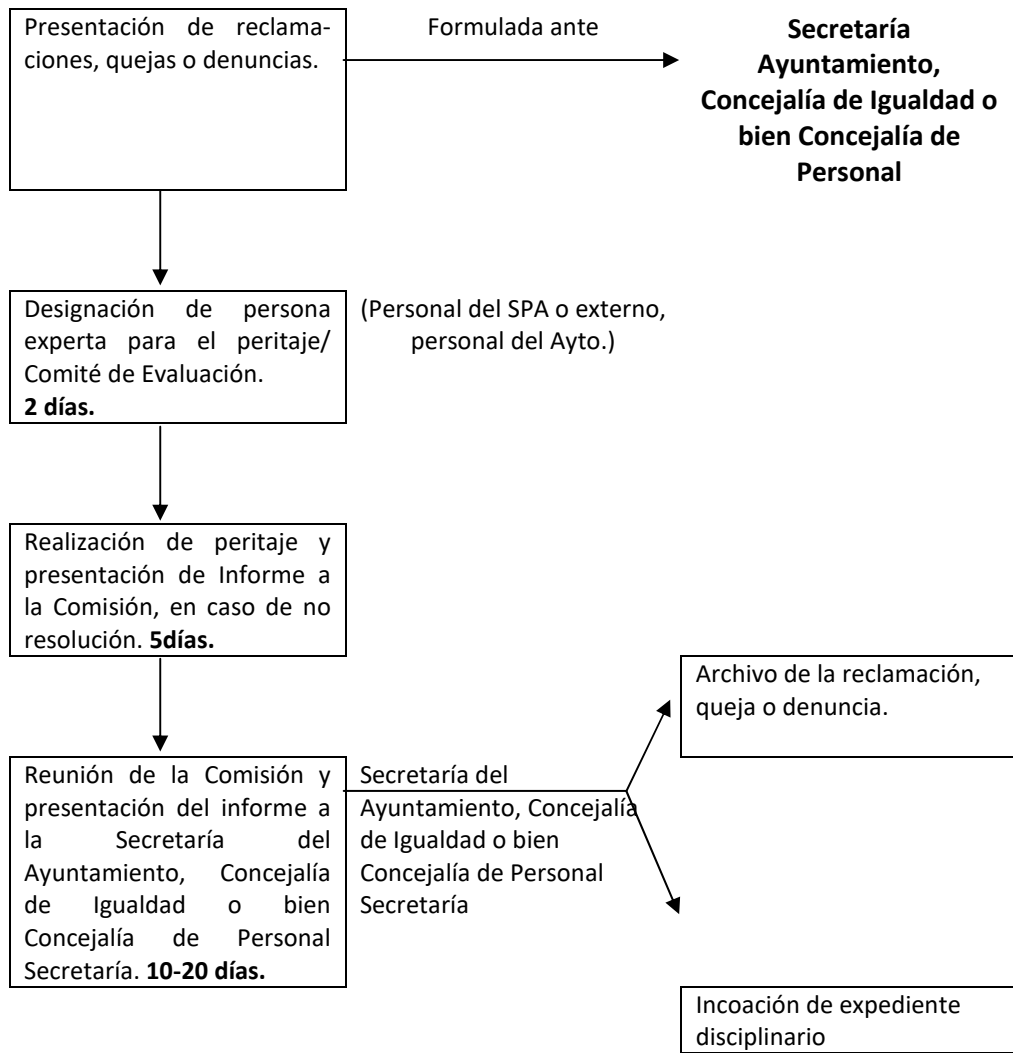 Presentación de reclama-
ciones, quejas o denuncias.
Formulada ante
Secretaría
Ayuntamiento,
Concejalía de Igualdad o
bien Concejalía de
Personal
Designación de persona
experta para el peritaje/
Comité de Evaluación.
2 días.
(Personal del SPA o externo,
personal del Ayto.)
Realización de peritaje y
presentación de Informe a
la Comisión, en caso de no
resolución. 5días.
Reunión de la Comisión y
presentación del informe a
la Secretaría del
Ayuntamiento, Concejalía
de Igualdad o bien
Concejalía de Personal
Secretaría. 10-20 días.
Secretaría del
Ayuntamiento, Concejalía
de Igualdad o bien
Concejalía de Personal
Secretaría
Archivo de la reclamación,
queja o denuncia.
Incoación de expediente
disciplinario